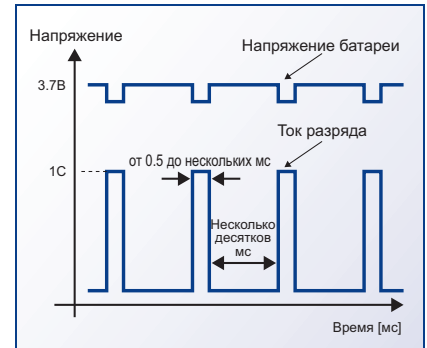 Напряжение
Напряжение батареи
3.7В
Ток разряда
1С
от 0.5 до нескольких мс
Несколько
десятков
мс
Время [мс]